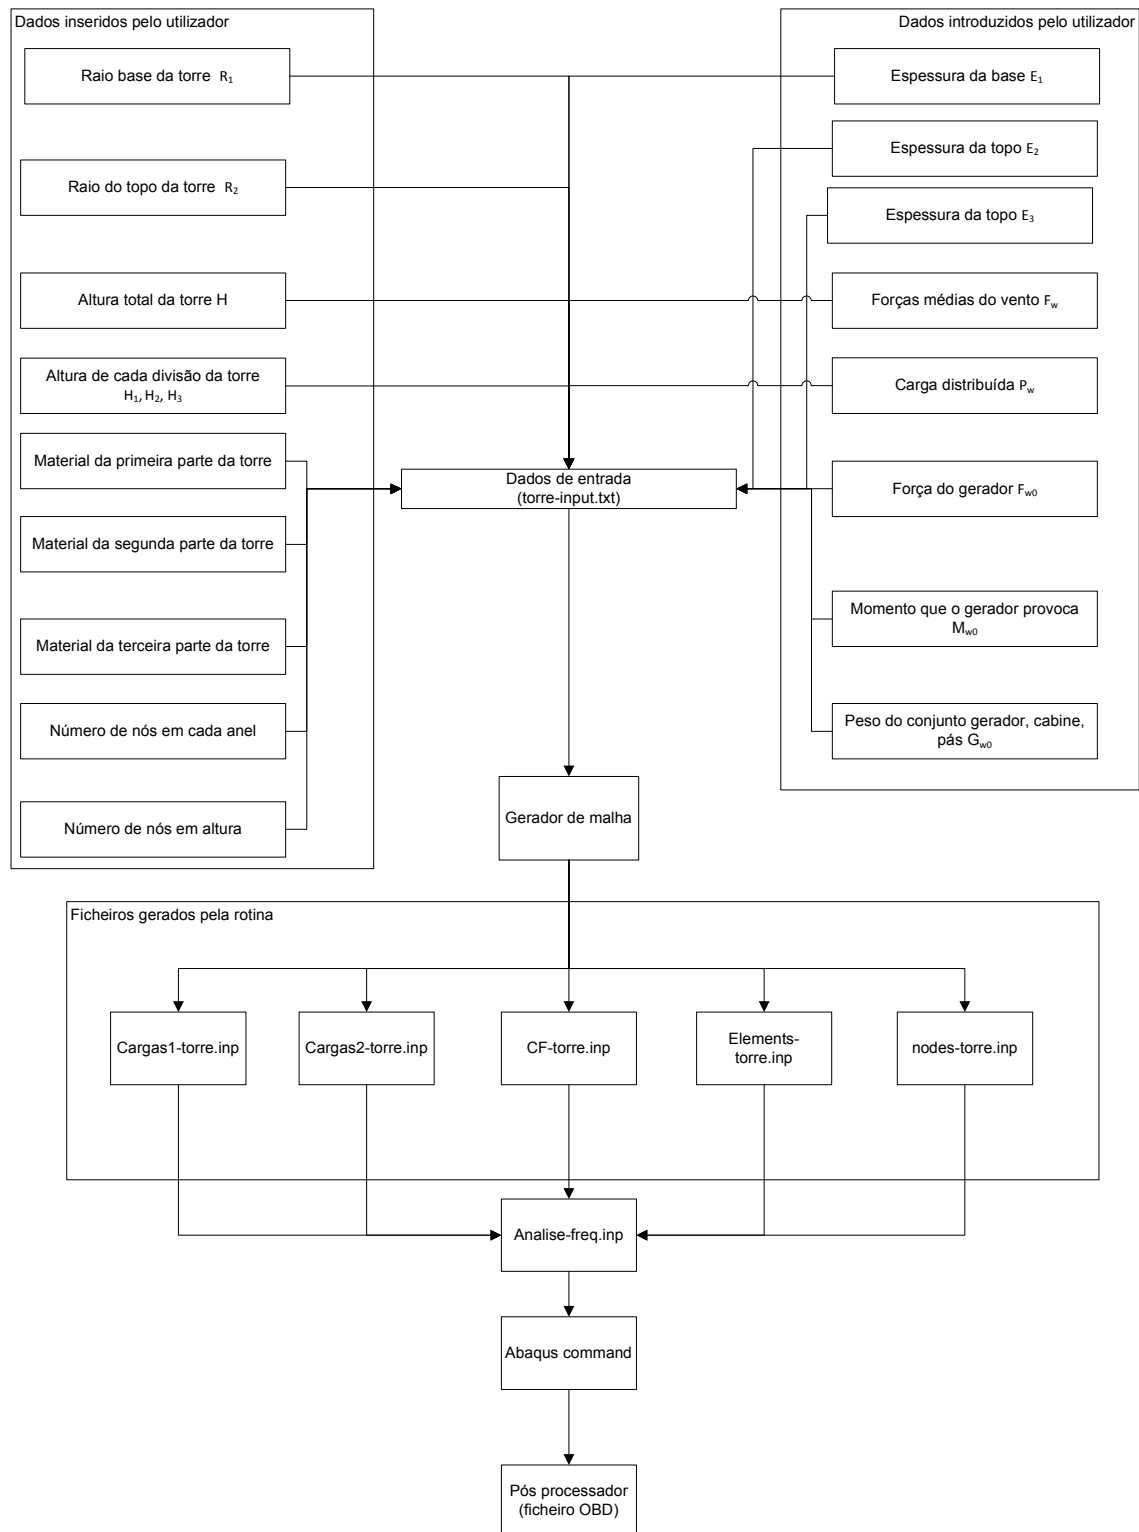 Dados inseridos pelo utilizador
Raio base da torre R₁
Raio do topo da torre R₂
Altura total da torre H
Altura de cada divisão da torre
H₁, H₂, H₃
Material da primeira parte da torre
Material da segunda parte da torre
Material da terceira parte da torre
Número de nós em cada anel
Número de nós em altura
Dados introduzidos pelo utilizador
Espessura da base E₁
Espessura da topo E₂
Espessura da topo E₃
Forças médias do vento F_w
Carga distribuída P_w
Força do gerador F_w0
Momento que o gerador provoca
M_w0
Peso do conjunto gerador, cabine,
pás G_w0
Dados de entrada
(torre-input.txt)
Gerador de malha
Ficheiros gerados pela rotina
Cargas1-torre.inp
Cargas2-torre.inp
CF-torre.inp
Elements-
torre.inp
nodes-torre.inp
Analise-freq.inp
Abaqus command
Pós processador
(ficheiro OBD)